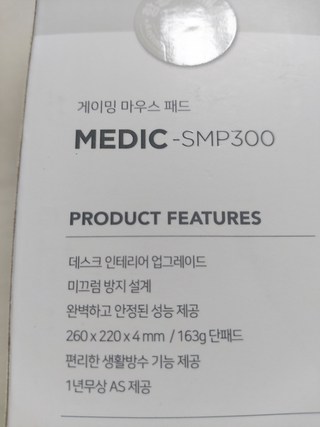 게이밍 마우스 패드
MEDIC-SMP300
PRODUCT FEATURES
데스크 인테리어 업그레이드
미끄럼 방지 설계
완벽하고 안정된 성능 제공
260 x 220 x 4 mm / 163g 단패드
편리한 생활방수 기능 제공
1년무상 AS 제공